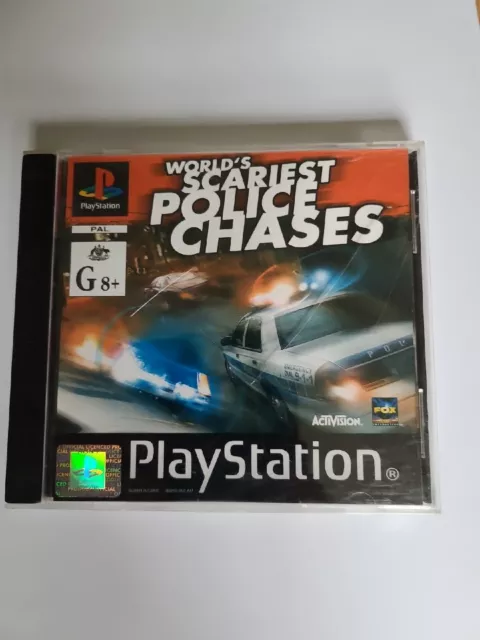 WORLD'S
SCARIEST
POLICE
CHASES
PlayStation
PAL
G 8+
ACTIVISION.
FOX
PlayStation®